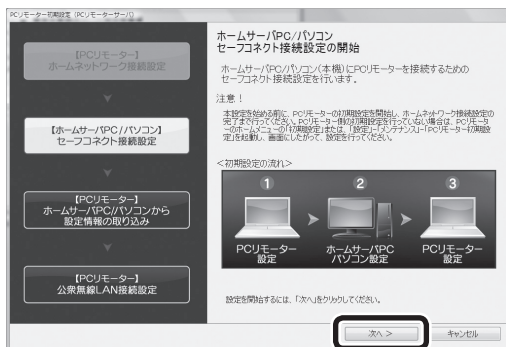 PCリモーター初期設定 (PCリモーターサーバ)
【PCリモーター】
ホームネットワーク接続設定
【ホームサーバPC/パソコン】
セーフコネクト接続設定
【PCリモーター】
ホームサーバPC/パソコンから
設定情報の取り込み
【PCリモーター】
公衆無線LAN接続設定
ホームサーバPC/パソコン
セーフコネクト接続設定の開始
ホームサーバPC/パソコン(本機)にPCリモーターを接続するための
セーフコネクト接続設定を行います.
注意!
本設定を始める前に、PCリモーターの初期設定を開始し、ホームネットワーク接続設定の
完了まで行ってください。PCリモーター側の初期設定を行っていない場合は、PCリモータ
ーのホームメニューの「初期設定」または、「設定」-「メンテナンス」-「PCリモーター初期設
定」を起動し、画面にしたがって、設定を行ってください。
<初期設定の流れ>
1 2 3
PCリモーター
設定
ホームサーバPC
パソコン設定
PCリモーター
設定
設定を開始するには、「次へ」をクリックしてください。
次へ >
キャンセル